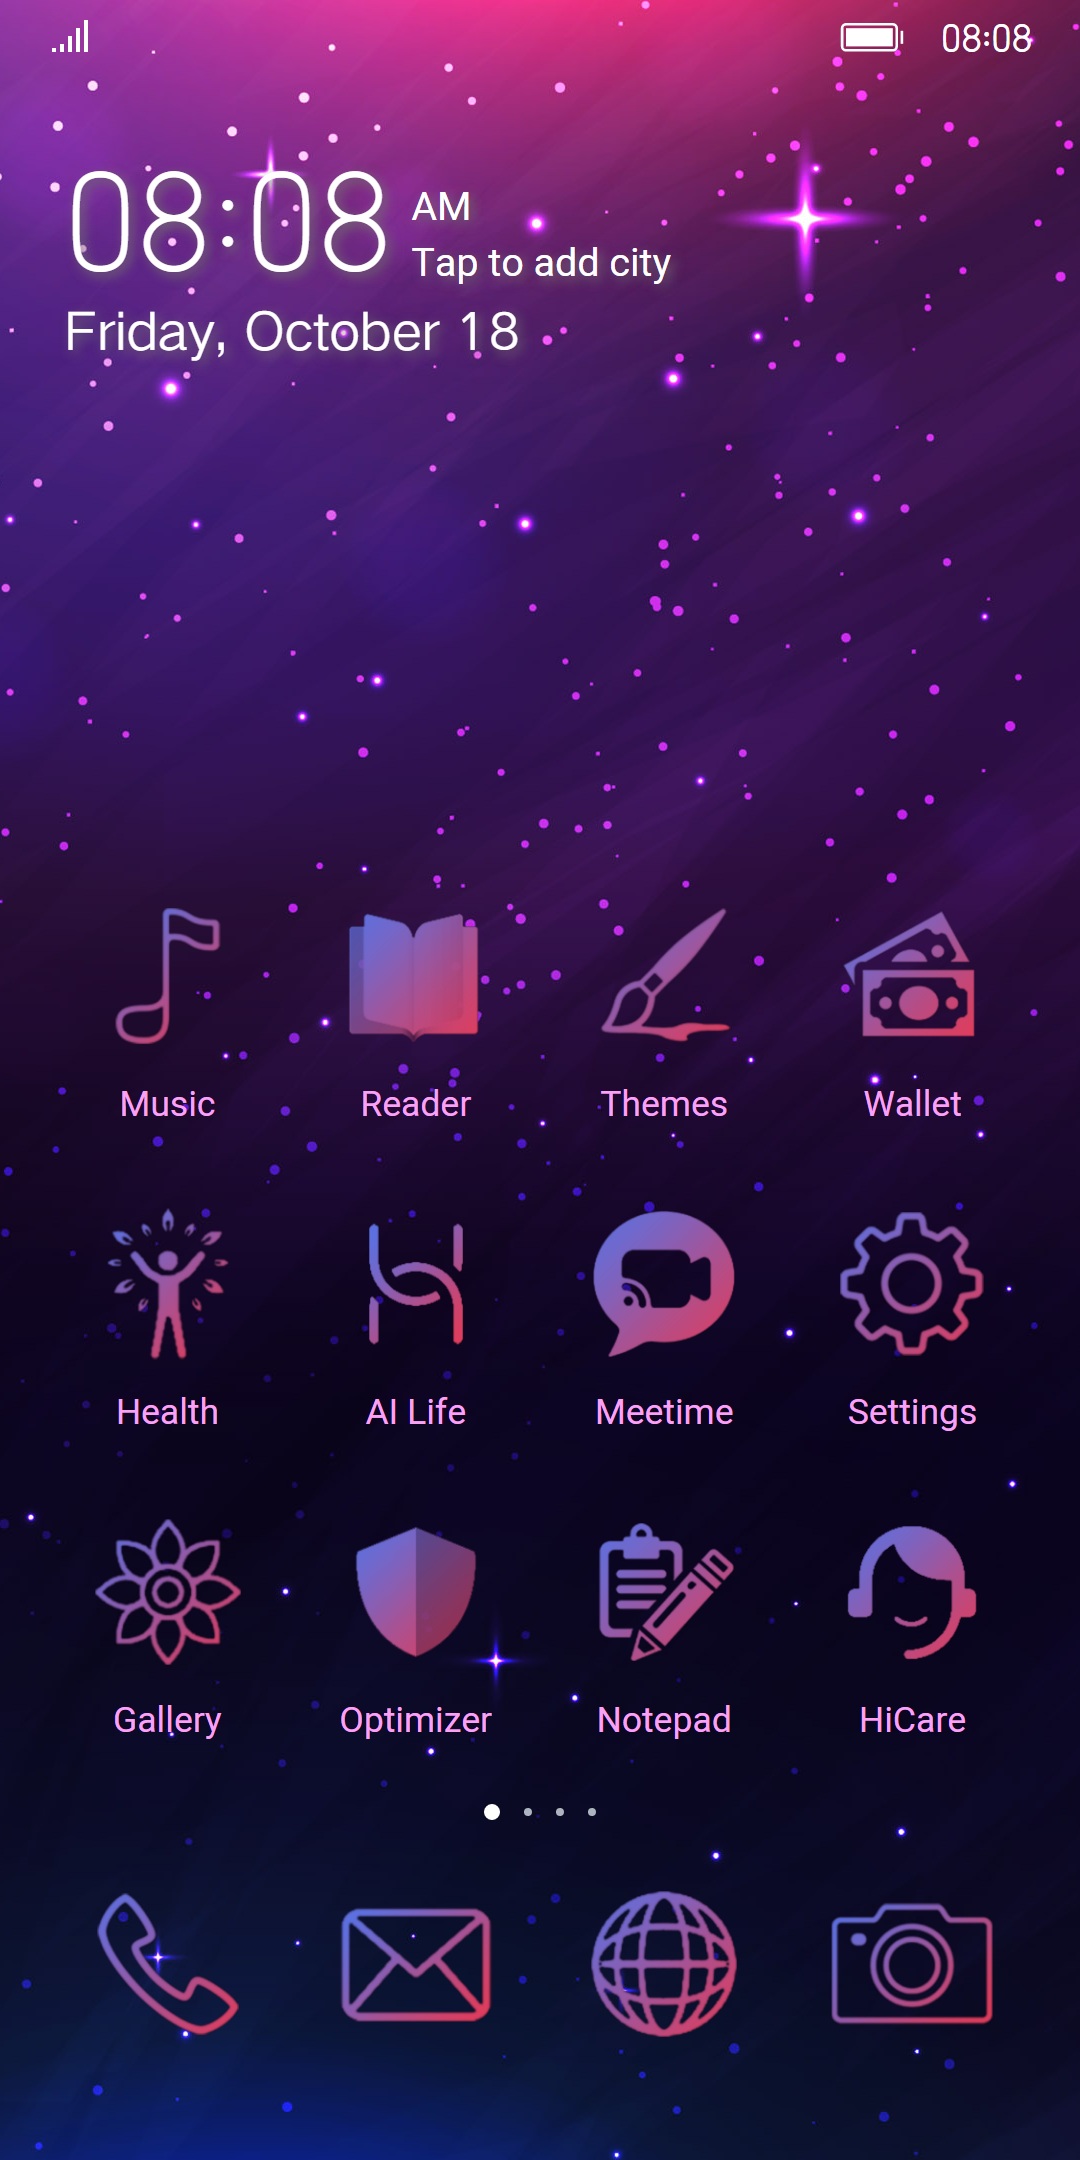 08:08
08:08 AM
Tap to add city
Friday, October 18
Music Reader Themes Wallet
Health AI Life Meetime Settings
Gallery Optimizer Notepad HiCare